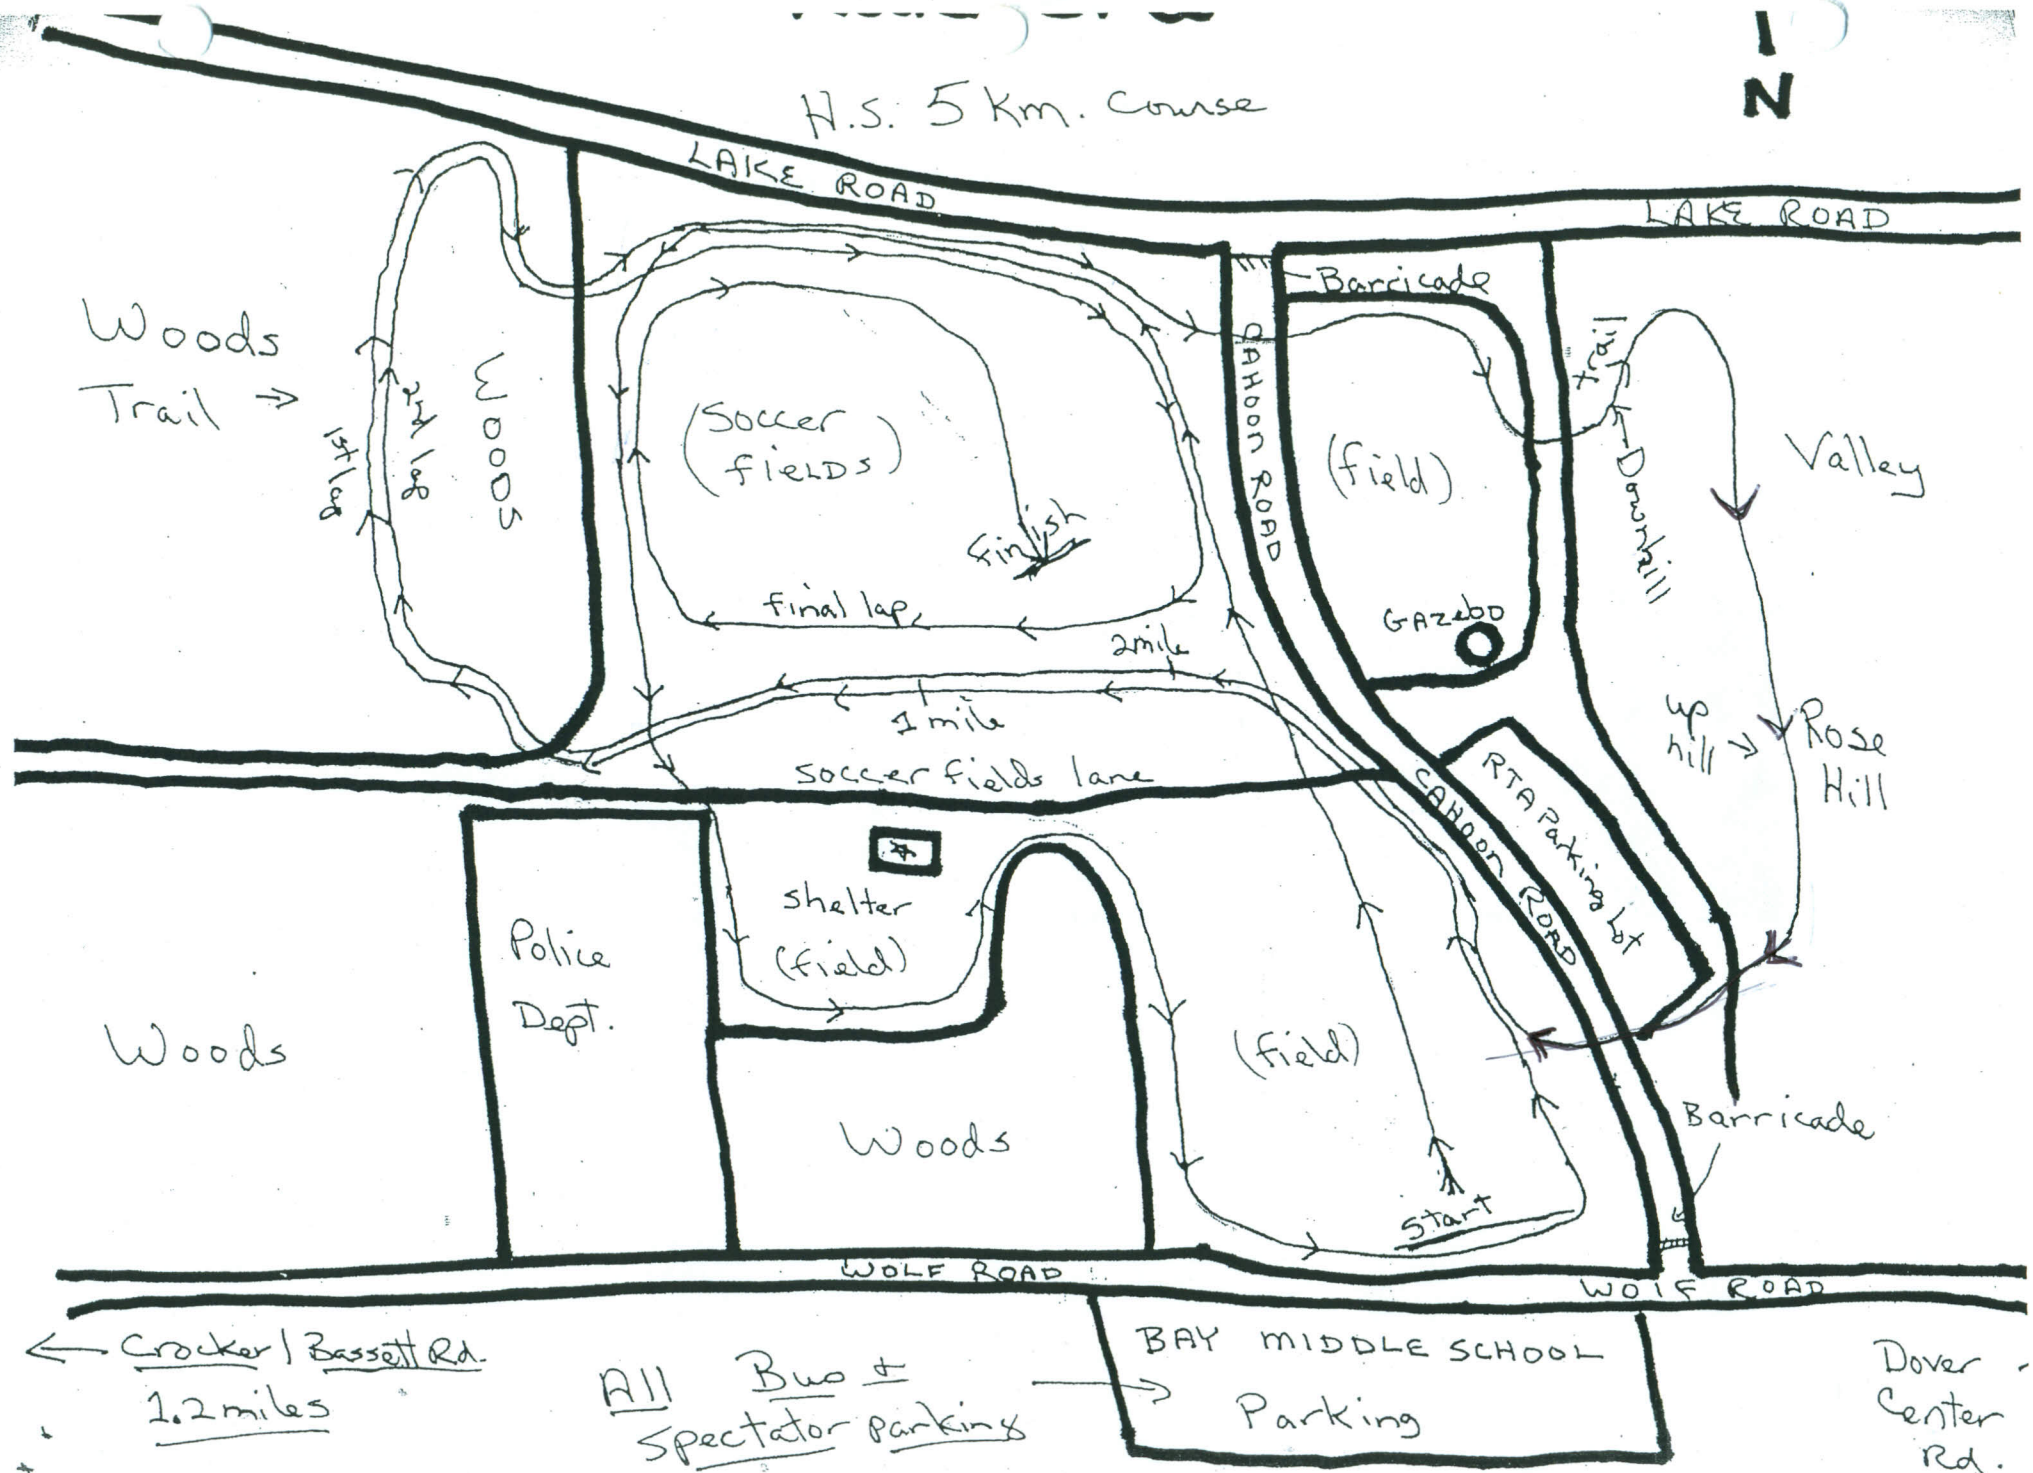 N
H.S. 5 Km. Course
LAKE ROAD
LAKE ROAD
Barricade
Woods
Trail →
WOODS
1st lap
2nd lap
(Soccer
FIELDS)
CAHOON ROAD
(field)
trail
Downhill
Valley
Finish
final lap
GAZEbO
2mile
1 mile
up
hill →
Rose
Hill
soccer fields lane
RTA Parking Lot
CAHOON ROAD
Police
Dept.
shelter
(field)
Woods
(field)
Woods
Barricade
Start
WOLF ROAD
WOLF ROAD
← Crocker / Bassett Rd.
1.2 miles
All Bus +
Spectator parking
BAY MIDDLE SCHOOL
Parking
Dover
Center
Rd.